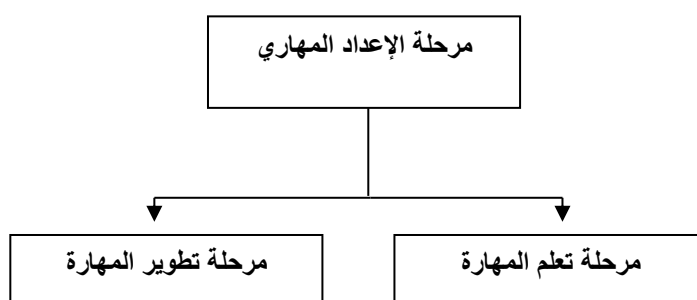 مرحلة الإعداد المهاري
مرحلة تعلم المهارة
مرحلة تطوير المهارة